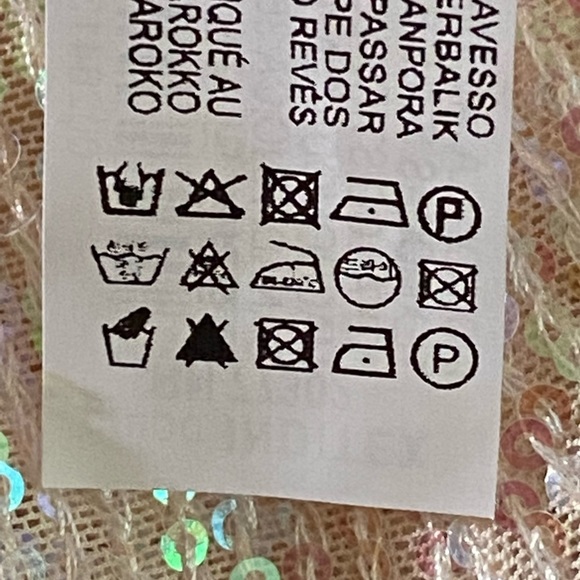 AVESSO
ERBALIK
ANPORA
PASSAR
PE DOS
O REVÉS
QUÉ AU
ROKKO
AROKO
P
P